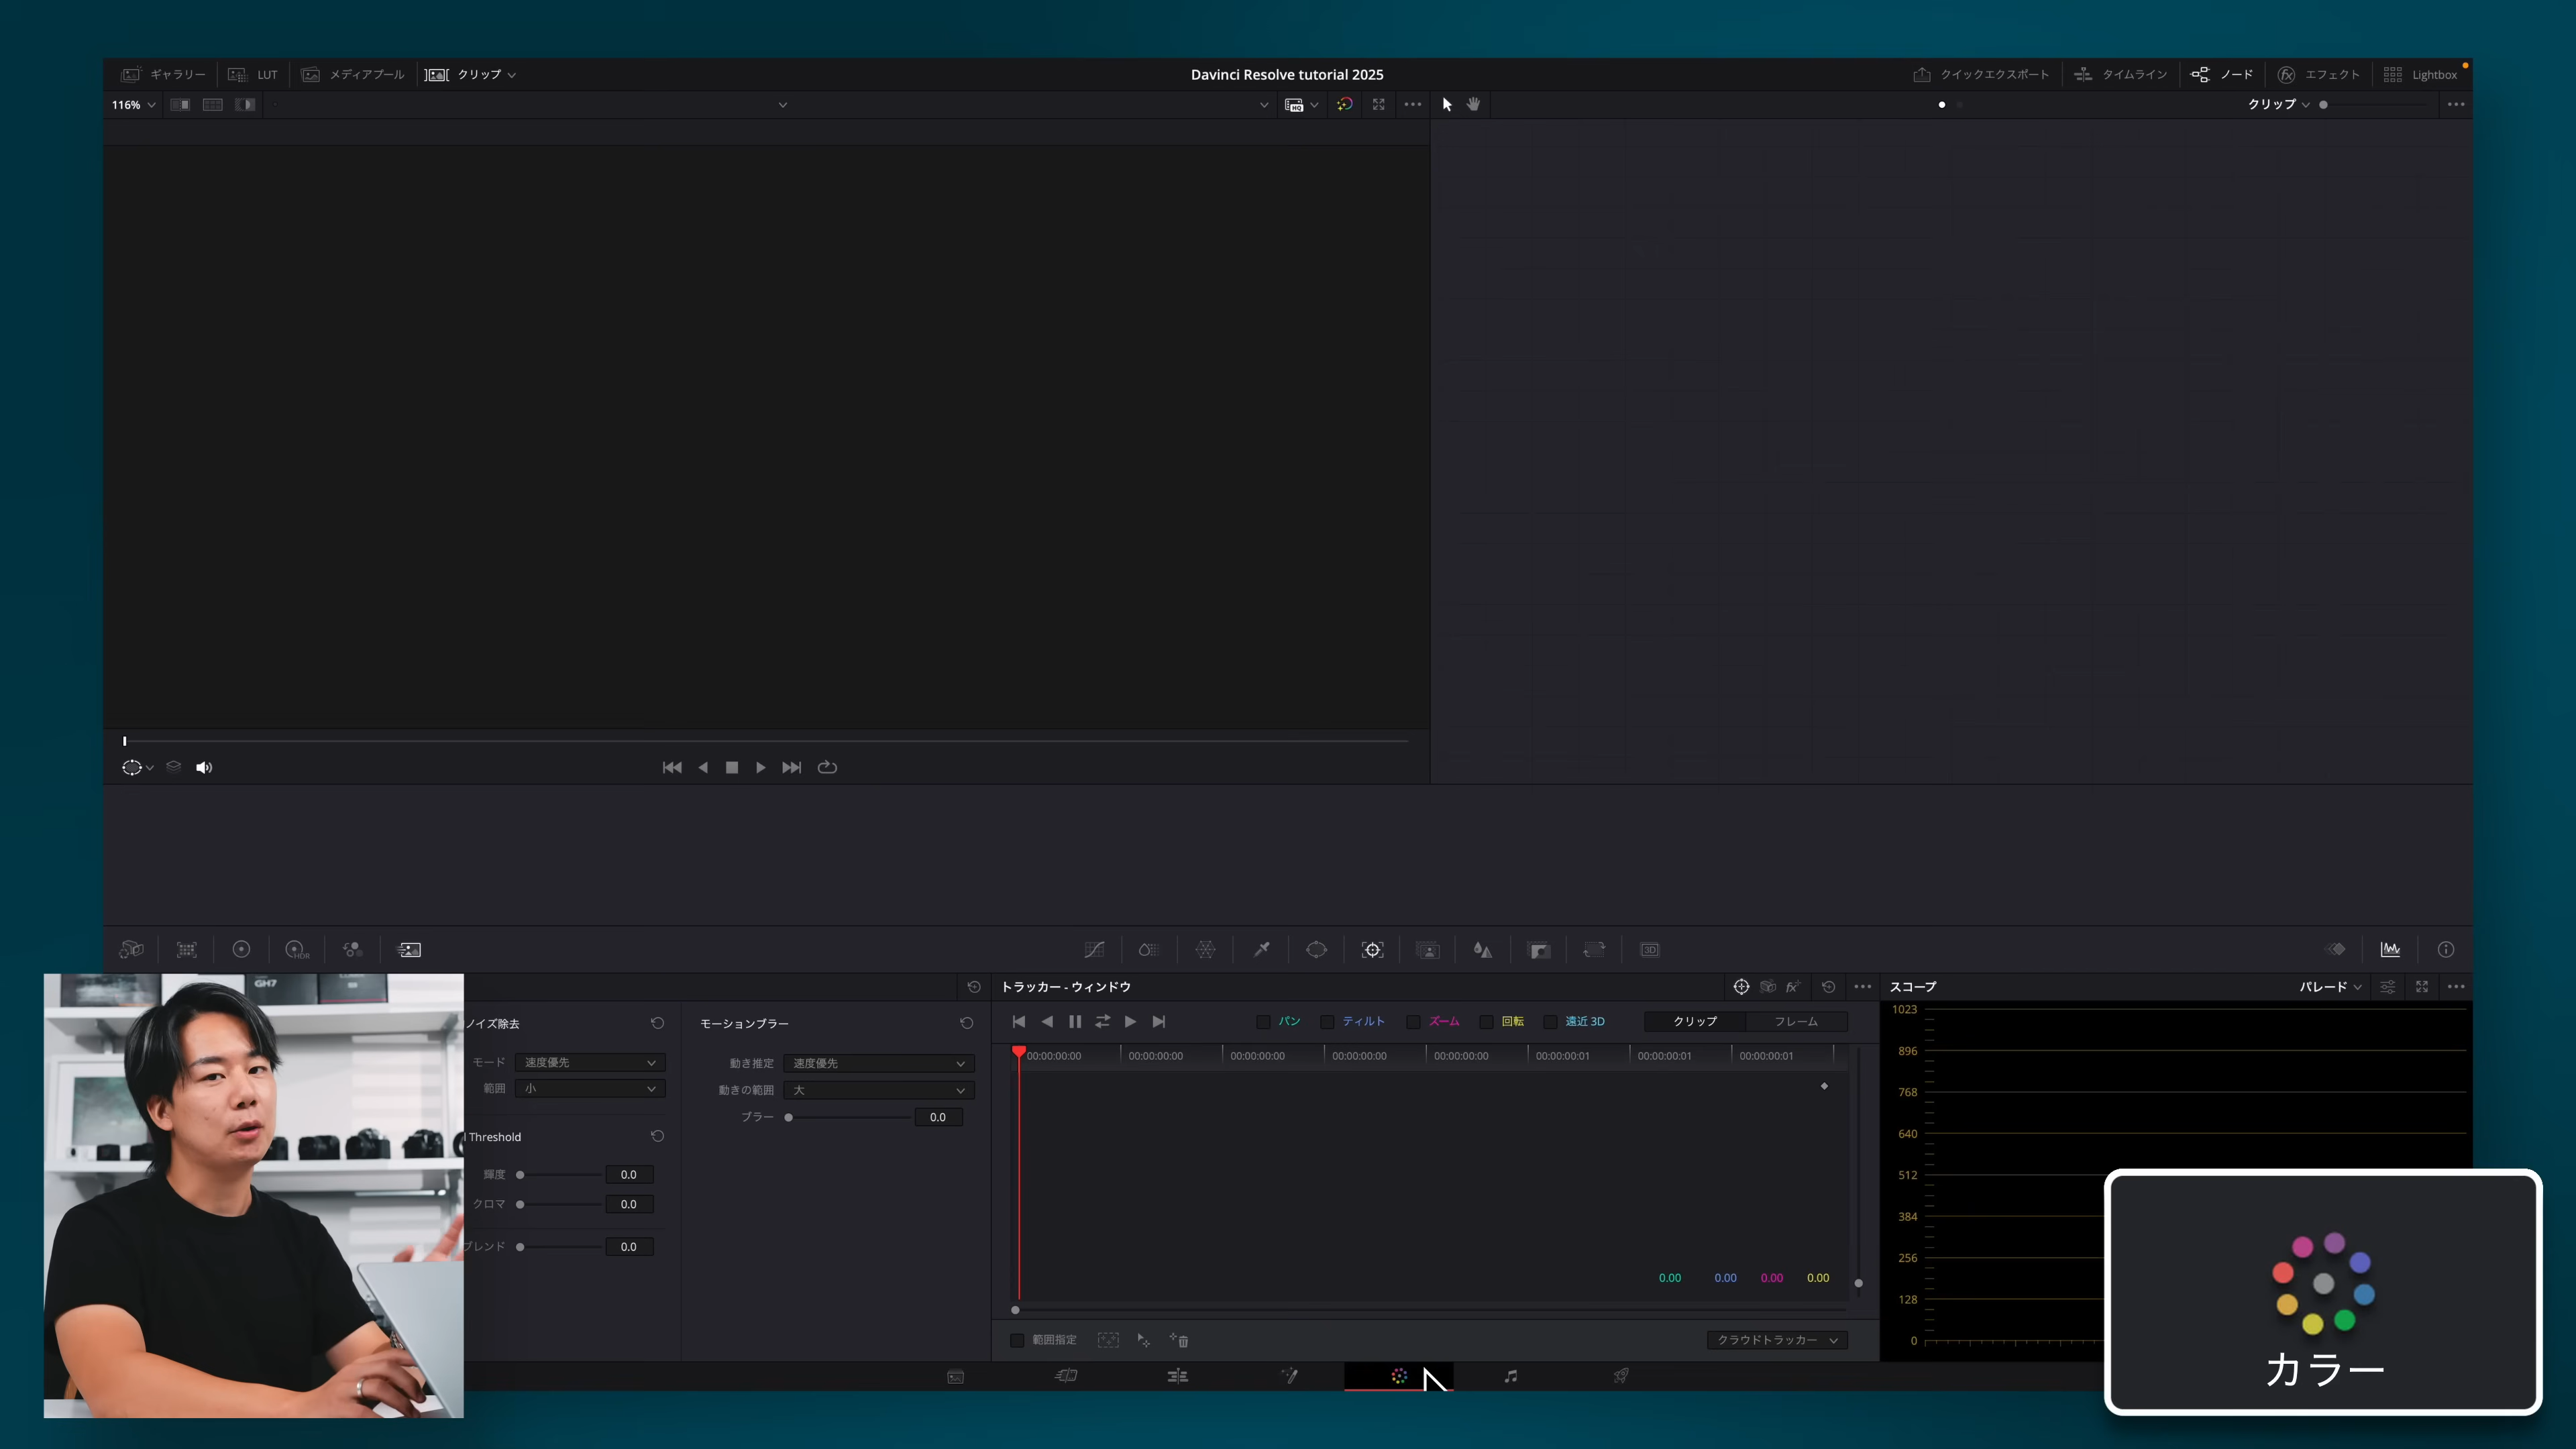 ギャラリー LUT メディアプール クリップ Davinci Resolve tutorial 2025 クイックエクスポート タイムライン ノード エフェクト Lightbox
116% HQ クリップ
HDR 3D
GH7
トラッカー - ウィンドウ スコープ パレード
ノイズ除去 モーションブラー パン ティルト ズーム 回転 遠近 3D クリップ フレーム
モード 速度優先 動き推定 速度優先
範囲 小 動きの範囲 大
ブラー 0.0
Threshold
輝度 0.0
クロマ 0.0
ブレンド 0.0
00:00:00:00 00:00:00:00 00:00:00:00 00:00:00:00 00:00:00:00 00:00:00:01 00:00:00:01 00:00:00:01
0.00 0.00 0.00 0.00
範囲指定 クラウドトラッカー
1023
896
768
640
512
384
256
128
0
カラー